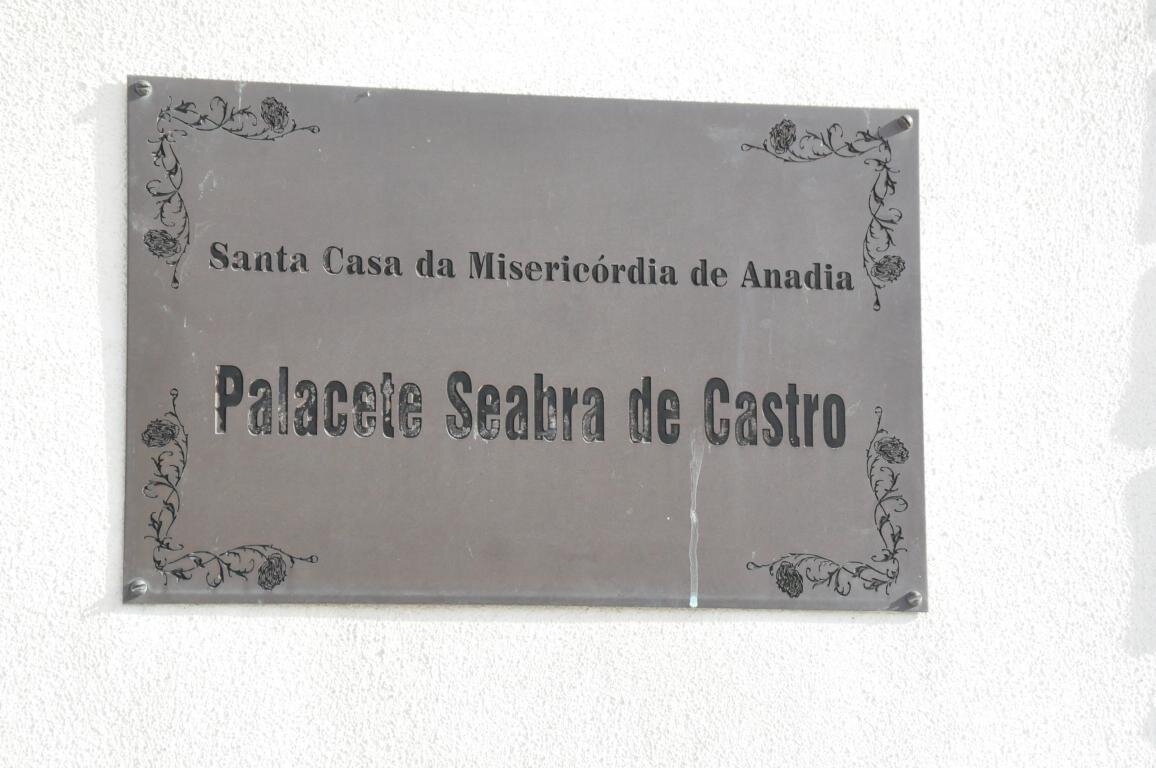 Santa Casa da Misericórdia de Anadia
Palacete Seabra de Castro